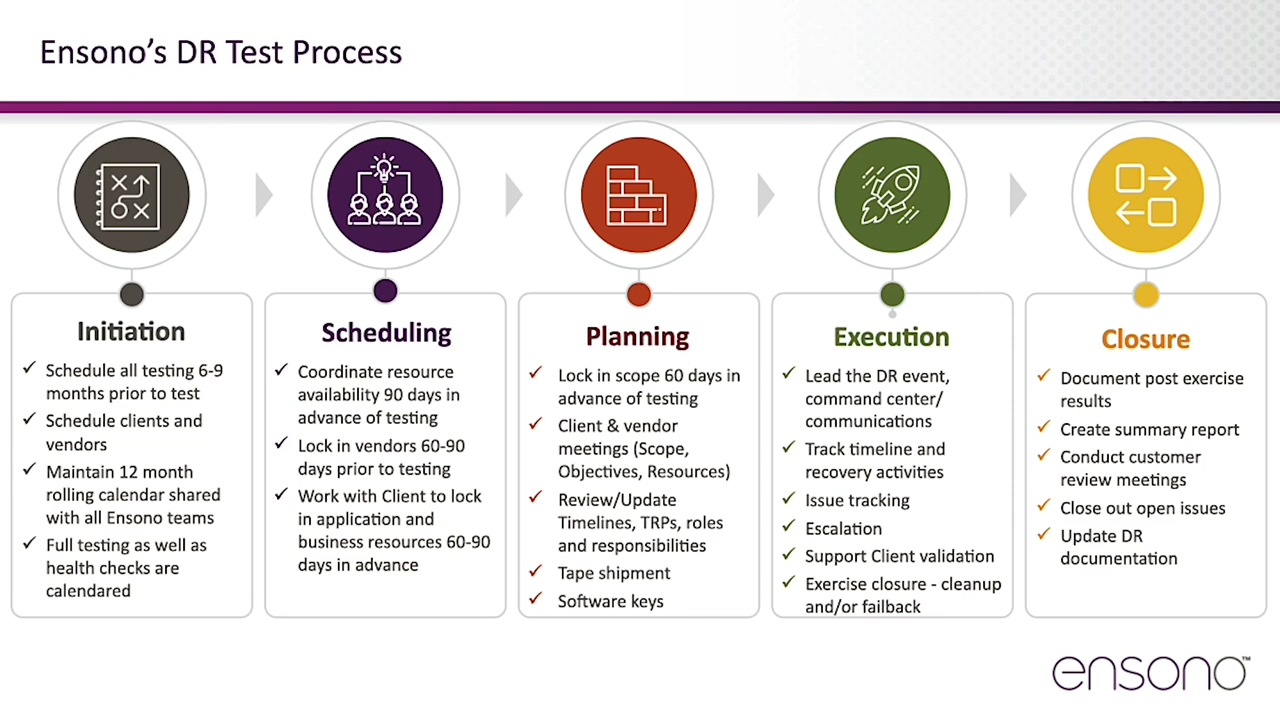 Ensono's DR Test Process
Initiation
✓ Schedule all testing 6-9
months prior to test
✓ Schedule clients and
vendors
✓ Maintain 12 month
rolling calendar shared
with all Ensono teams
✓ Full testing as well as
health checks are
calendared
Scheduling
✓ Coordinate resource
availability 90 days in
advance of testing
✓ Lock in vendors 60-90
days prior to testing
✓ Work with Client to lock
in application and
business resources 60-90
days in advance
Planning
✓ Lock in scope 60 days in
advance of testing
✓ Client & vendor
meetings (Scope,
Objectives, Resources)
✓ Review/Update
Timelines, TRPs, roles
and responsibilities
✓ Tape shipment
✓ Software keys
Execution
✓ Lead the DR event,
command center/
communications
✓ Track timeline and
recovery activities
✓ Issue tracking
✓ Escalation
✓ Support Client validation
✓ Exercise closure - cleanup
and/or failback
Closure
✓ Document post exercise
results
✓ Create summary report
✓ Conduct customer
review meetings
✓ Close out open issues
✓ Update DR
documentation
ensono™